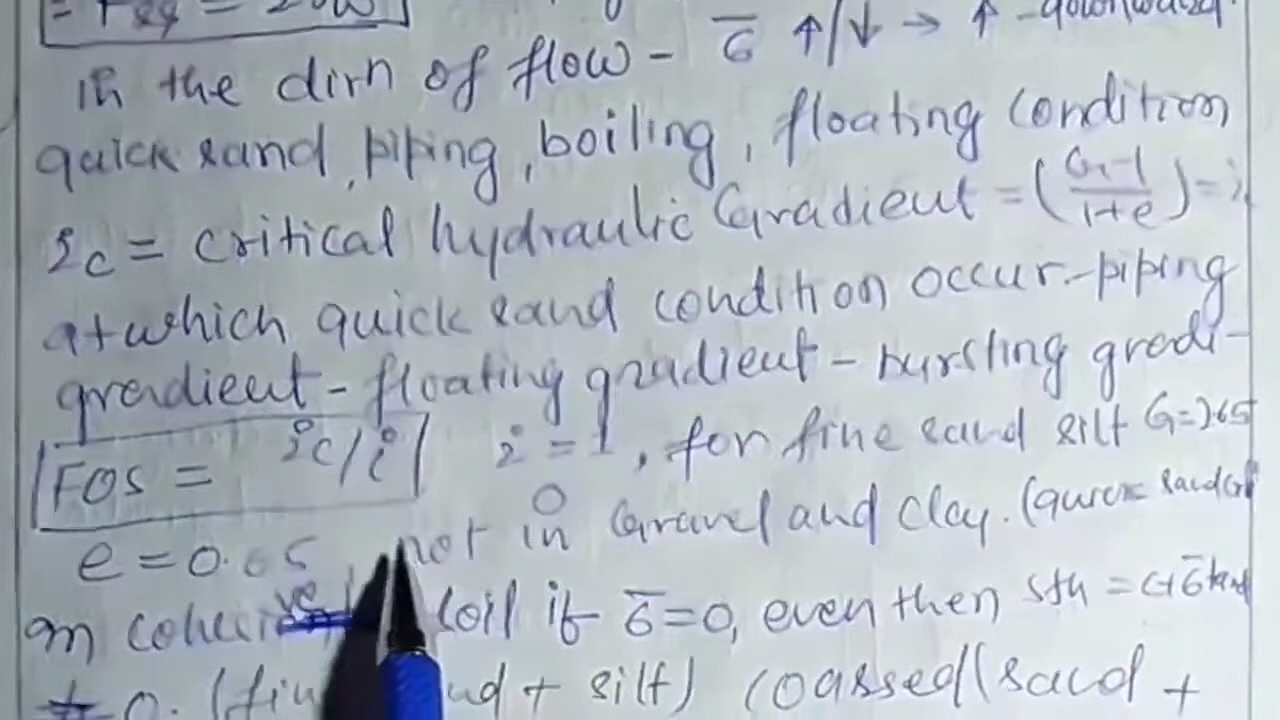 in the dirn of flow - σ̅ ↑/↓ → ↑ -downward
quick sand, piping, boiling, floating condition
ic = critical hydraulic Gradient = (G-1/1+e) = i
at which quick sand condition occur - piping
gradient - floating gradient - bursting gradi-
FOS = ic/i i = 1, for fine sand silt G=2.65
e = 0.65 not in Gravel and clay. (quick sand
In soil if σ̅ = 0, even then sth = C+σ̅ tan
≠ 0. + silt) (sand +